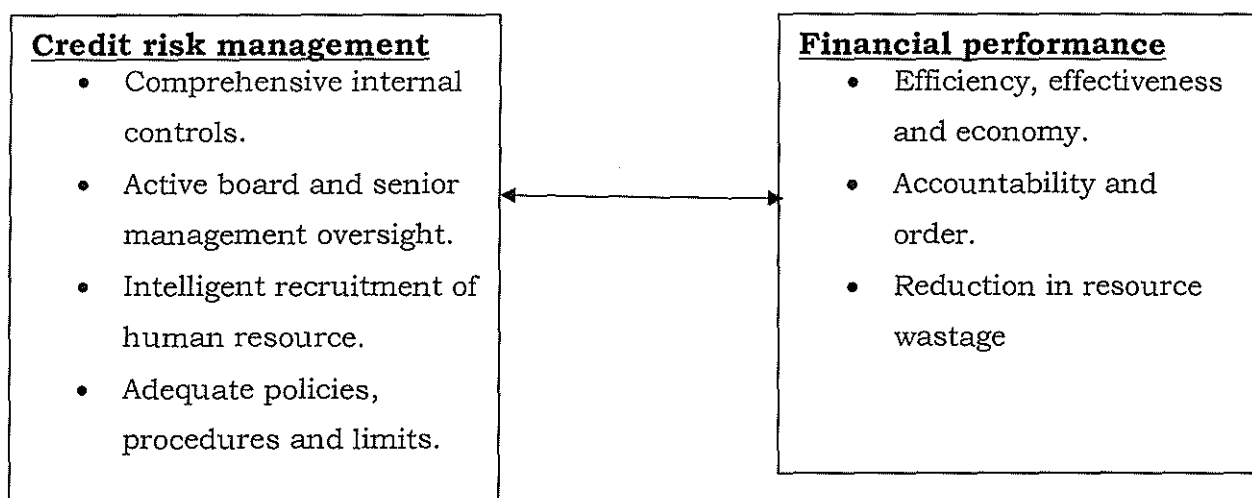 Credit risk management
• Comprehensive internal
controls.
• Active board and senior
management oversight.
• Intelligent recruitment of
human resource.
• Adequate policies,
procedures and limits.
Financial performance
• Efficiency, effectiveness
and economy.
• Accountability and
order.
• Reduction in resource
wastage